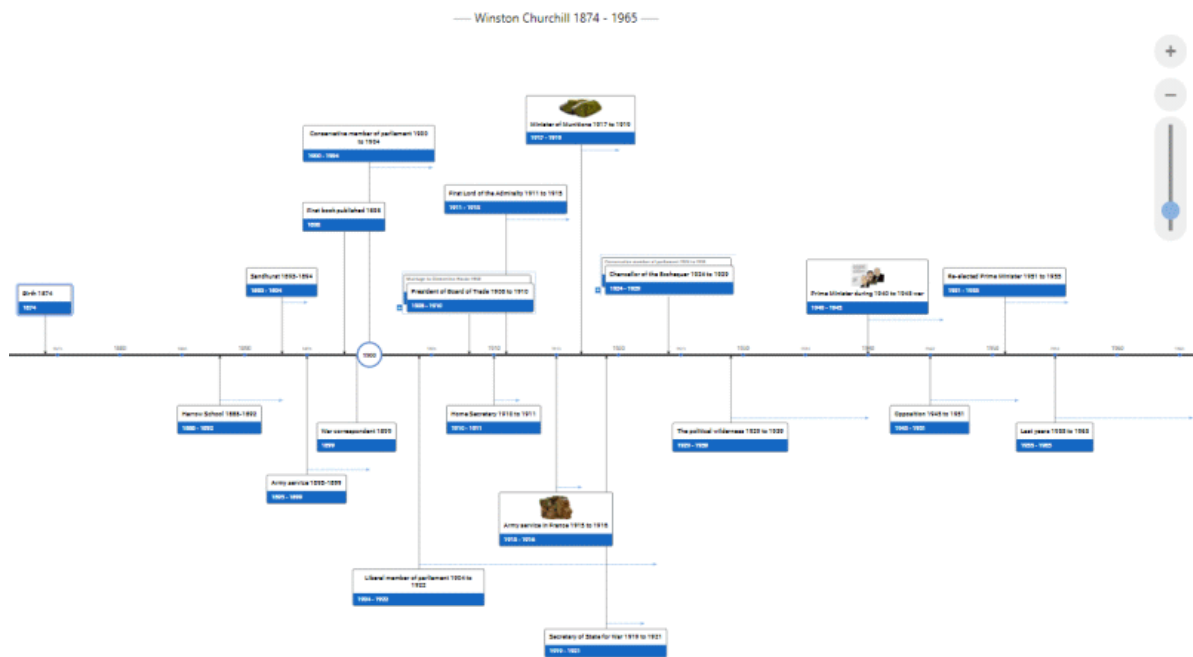 Winston Churchill 1874 - 1965
+
−
Minister of Munitions 1917 to 1919
1917 - 1919
Conservative member of parliament 1900
to 1904
1900 - 1904
First Lord of the Admiralty 1911 to 1915
1911 - 1915
First book published 1898
1898
Sandhurst 1893-1894
1893 - 1894
Birth 1874
1874
President of Board of Trade 1908 to 1910
1908 - 1910
Chancellor of the Exchequer 1924 to 1929
1924 - 1929
Prime Minister during 1940 to 1945 war
1940 - 1945
Re-elected Prime Minister 1951 to 1955
1951 - 1955
1880
1890
1900
1910
1920
1930
1940
1950
1960
Harrow School 1888-1892
1888 - 1892
War correspondent 1899
1899
Army service 1895-1899
1895 - 1899
Home Secretary 1910 to 1911
1910 - 1911
The political wilderness 1929 to 1939
1929 - 1939
Opposition 1945 to 1951
1945 - 1951
Last years 1955 to 1965
1955 - 1965
Army service in France 1915 to 1916
1915 - 1916
Liberal member of parliament 1904 to
1922
Secretary of State for War 1919 to 1921
1919 - 1921